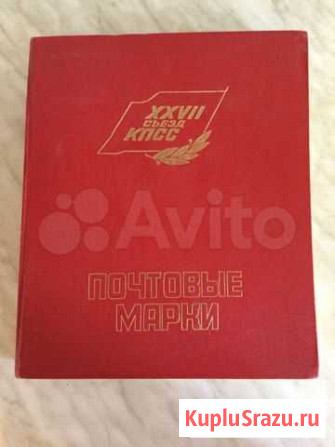 XXVII
СЪЕЗД
КПСС
Avito
ПОЧТОВЫЕ
МАРКИ
KupluSrazu.ru